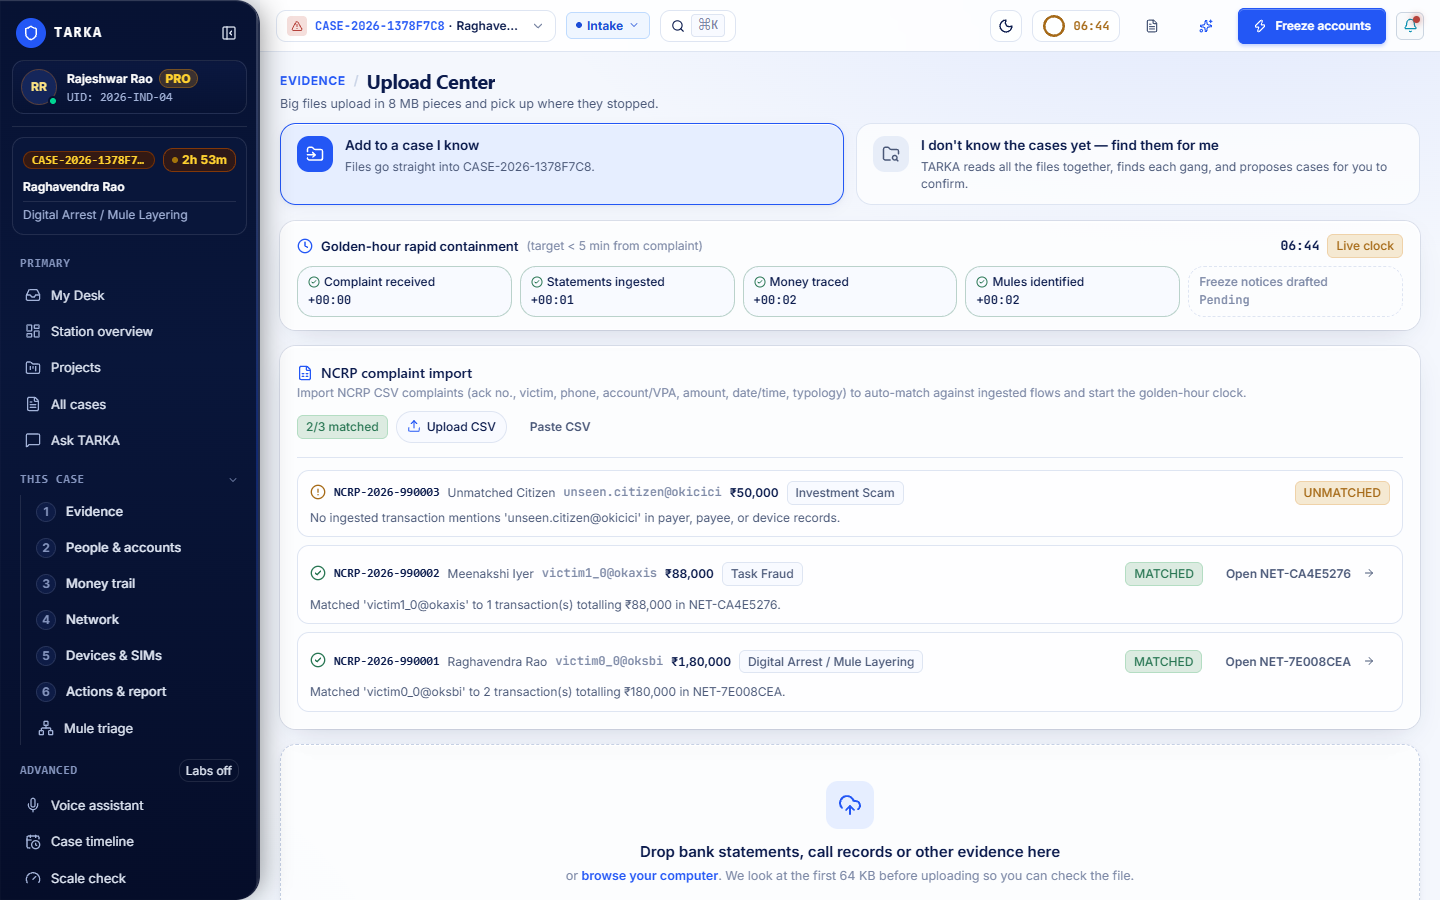 TARKA
RR
Rajeshwar Rao PRO
UID: 2026-IND-04
CASE-2026-1378F7… 2h 53m
Raghavendra Rao
Digital Arrest / Mule Layering
PRIMARY
My Desk
Station overview
Projects
All cases
Ask TARKA
THIS CASE
1 Evidence
2 People & accounts
3 Money trail
4 Network
5 Devices & SIMs
6 Actions & report
Mule triage
ADVANCED Labs off
Voice assistant
Case timeline
Scale check
CASE-2026-1378F7C8 · Raghave...
Intake
⌘K
06:44
Freeze accounts
EVIDENCE / Upload Center
Big files upload in 8 MB pieces and pick up where they stopped.
Add to a case I know
Files go straight into CASE-2026-1378F7C8.
I don't know the cases yet — find them for me
TARKA reads all the files together, finds each gang, and proposes cases for you to
confirm.
Golden-hour rapid containment (target < 5 min from complaint)
06:44 Live clock
Complaint received
+00:00
Statements ingested
+00:01
Money traced
+00:02
Mules identified
+00:02
Freeze notices drafted
Pending
NCRP complaint import
Import NCRP CSV complaints (ack no., victim, phone, account/VPA, amount, date/time, typology) to auto-match against ingested flows and start the golden-hour clock.
2/3 matched Upload CSV Paste CSV
NCRP-2026-990003 Unmatched Citizen unseen.citizen@okicici ₹50,000 Investment Scam UNMATCHED
No ingested transaction mentions 'unseen.citizen@okicici' in payer, payee, or device records.
NCRP-2026-990002 Meenakshi Iyer victim1_0@okaxis ₹88,000 Task Fraud MATCHED Open NET-CA4E5276
Matched 'victim1_0@okaxis' to 1 transaction(s) totalling ₹88,000 in NET-CA4E5276.
NCRP-2026-990001 Raghavendra Rao victim0_0@oksbi ₹1,80,000 Digital Arrest / Mule Layering MATCHED Open NET-7E008CEA
Matched 'victim0_0@oksbi' to 2 transaction(s) totalling ₹180,000 in NET-7E008CEA.
Drop bank statements, call records or other evidence here
or browse your computer. We look at the first 64 KB before uploading so you can check the file.